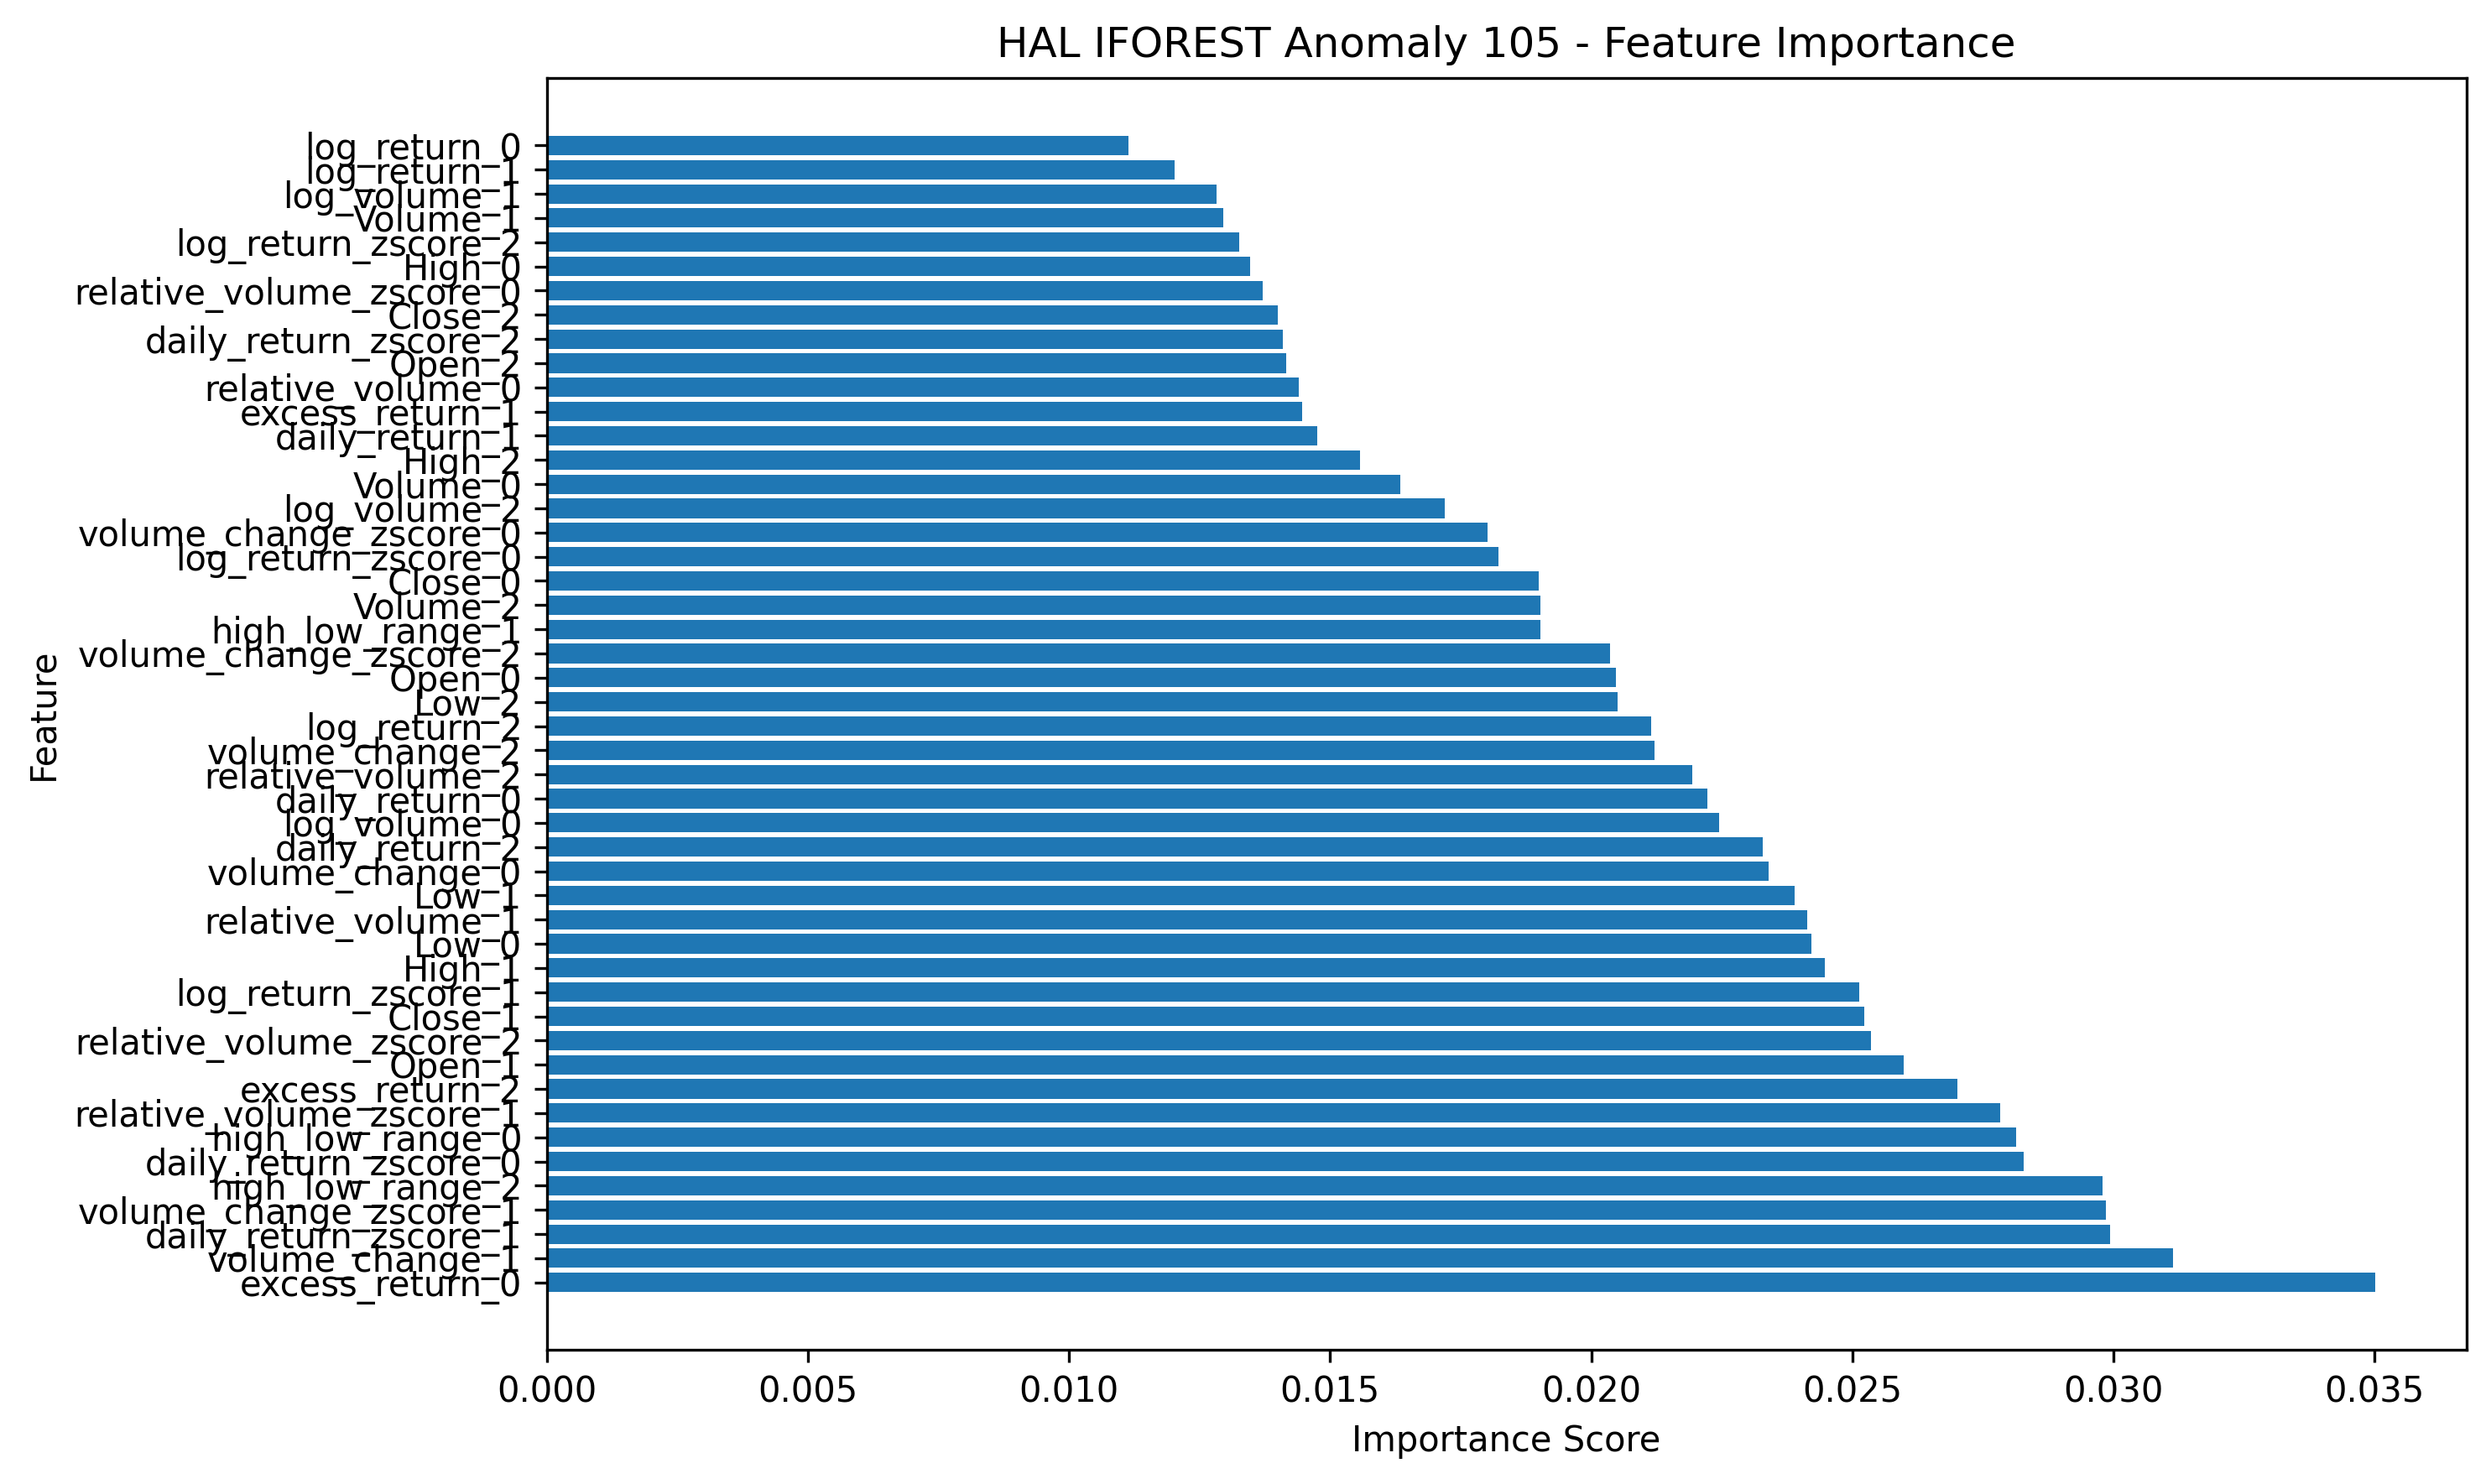 HAL IFOREST Anomaly 105 - Feature Importance
log_return_0
log_return_1
log_volume_1
Volume_1
log_return_zscore_2
High_0
relative_volume_zscore_0
Close_2
daily_return_zscore_2
Open_2
relative_volume_0
excess_return_1
daily_return_1
High_2
Volume_0
log_volume_2
volume_change_zscore_0
log_return_zscore_0
Close_0
Volume_2
high_low_range_1
volume_change_zscore_2
Open_0
Low_2
log_return_2
volume_change_2
relative_volume_2
daily_return_0
log_volume_0
daily_return_2
volume_change_0
Low_1
relative_volume_1
Low_0
High_1
log_return_zscore_1
Close_1
relative_volume_zscore_2
Open_1
excess_return_2
relative_volume_zscore_1
high_low_range_0
daily_return_zscore_0
high_low_range_2
volume_change_zscore_1
daily_return_zscore_1
volume_change_1
excess_return_0
Feature
0.000 0.005 0.010 0.015 0.020 0.025 0.030 0.035
Importance Score